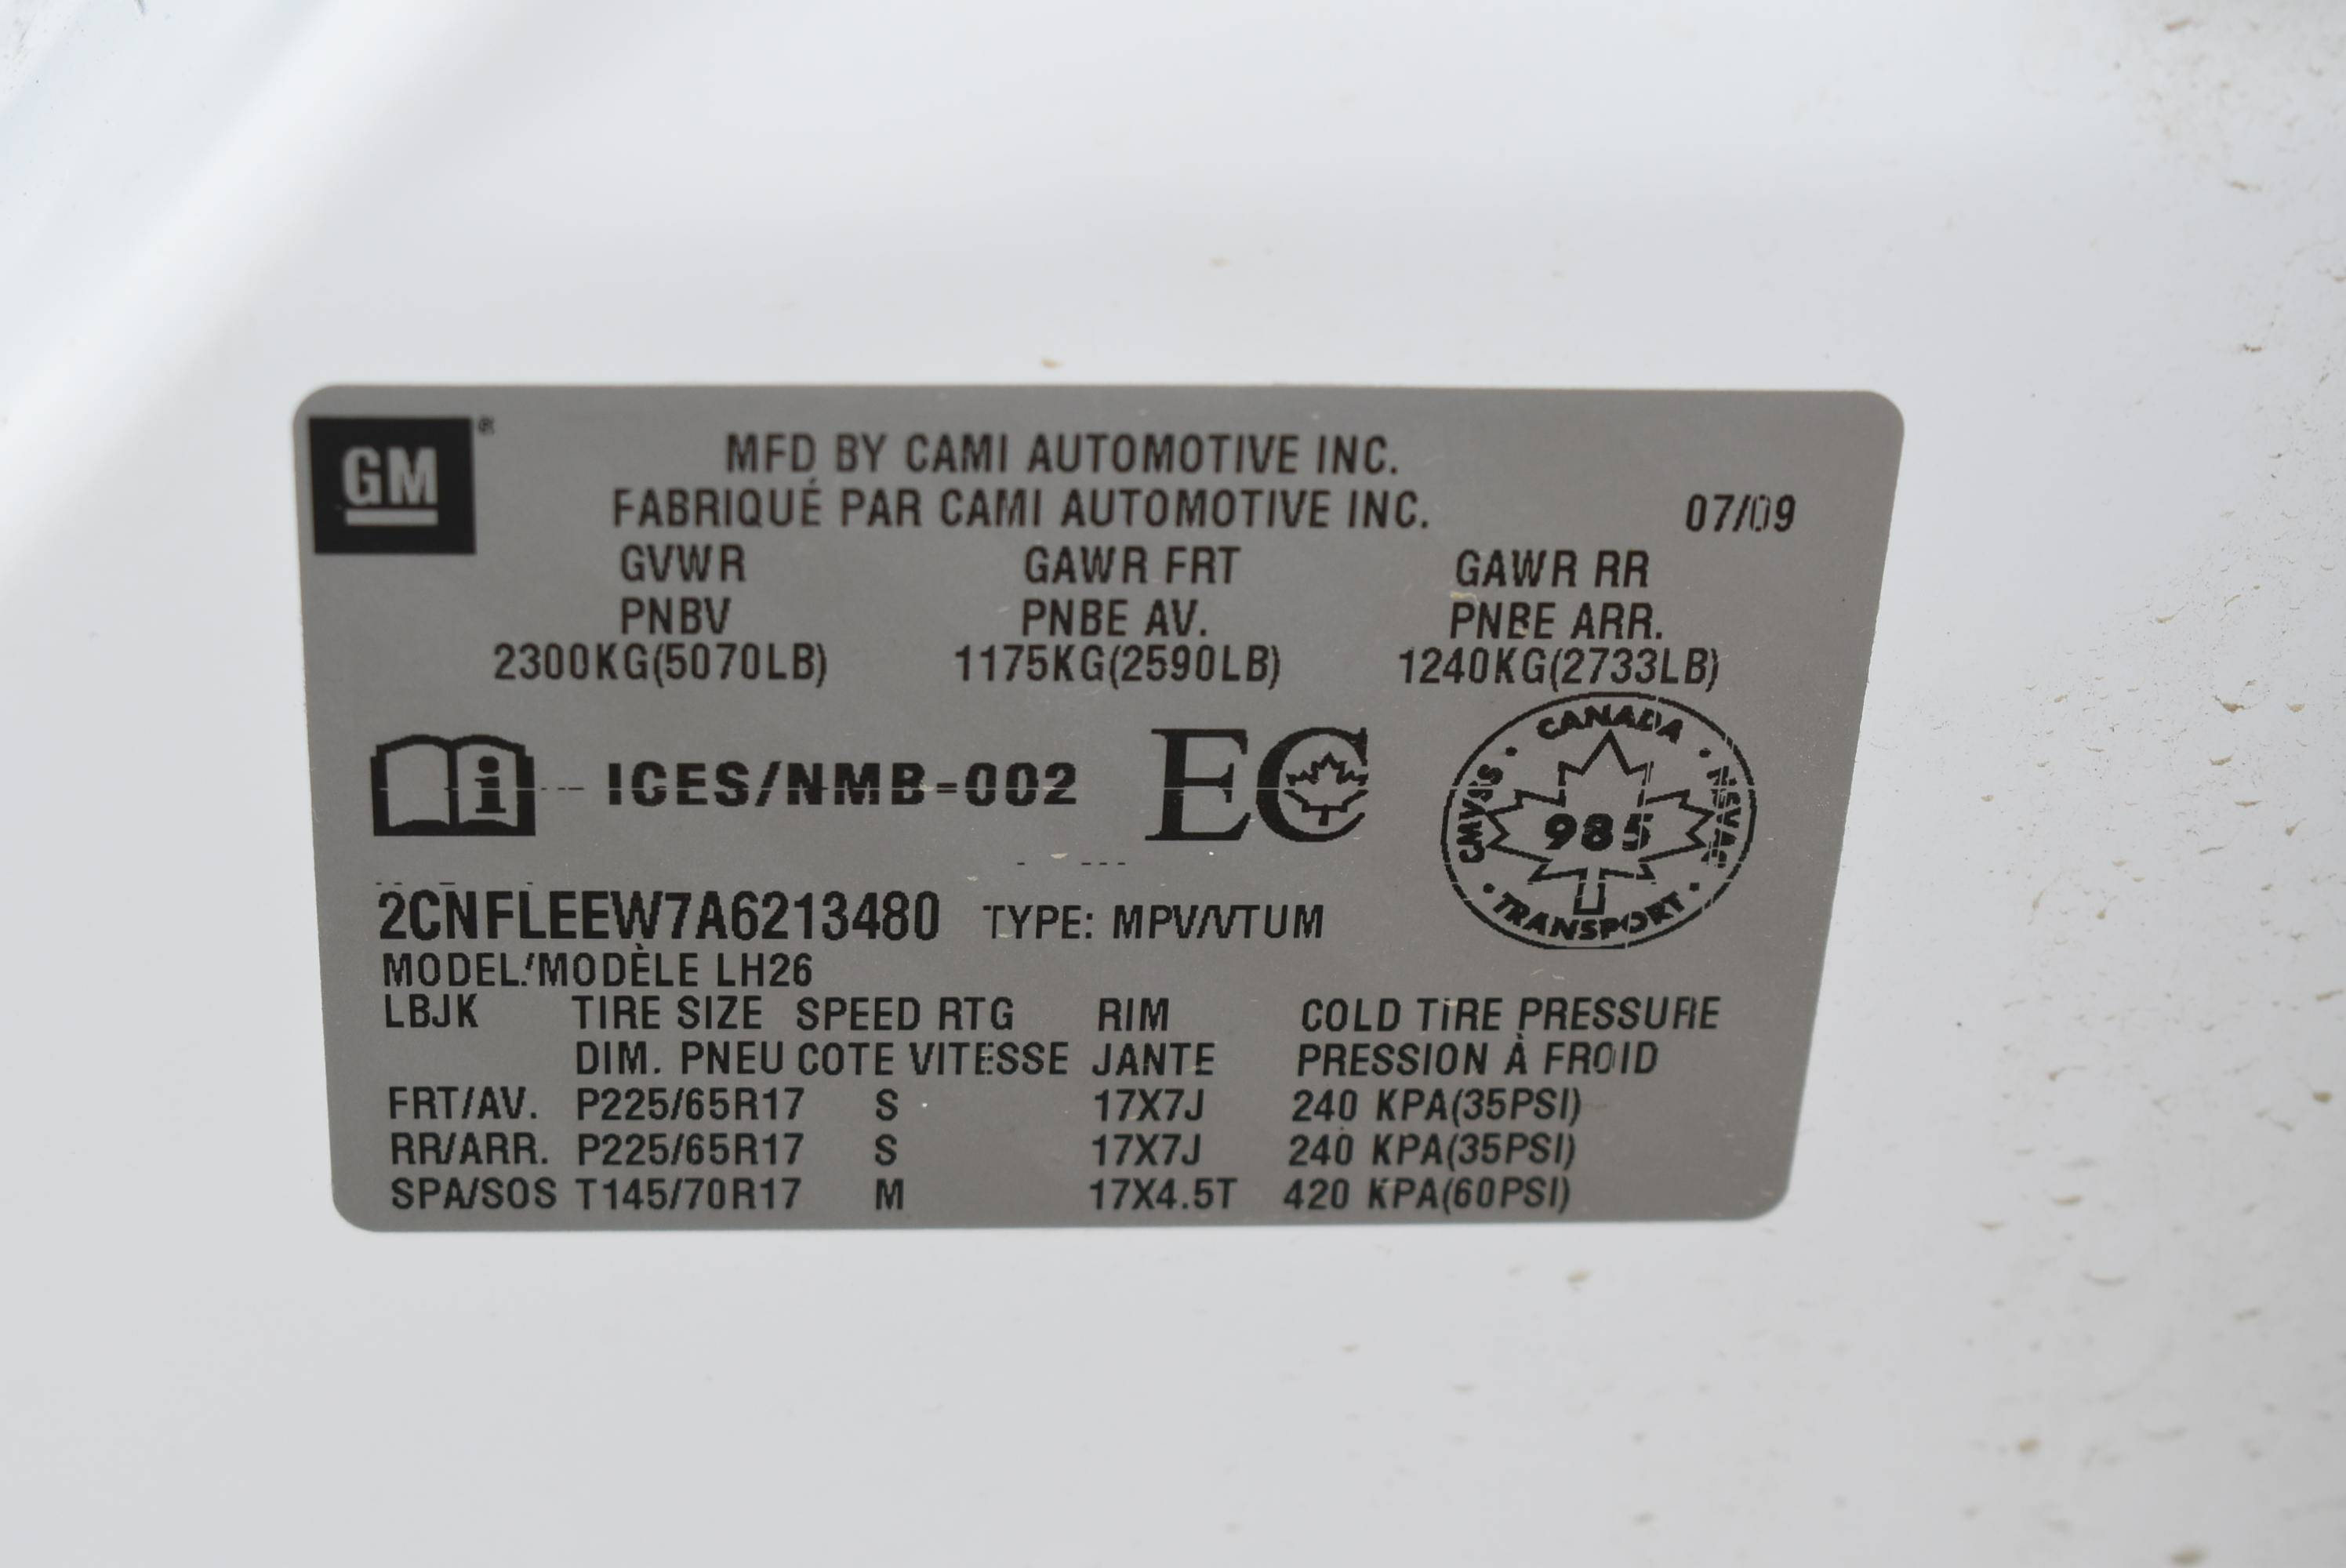 GM
MFD BY CAMI AUTOMOTIVE INC.
FABRIQUÉ PAR CAMI AUTOMOTIVE INC. 07/09
GVWR GAWR FRT GAWR RR
PNBV PNBE AV. PNBE ARR.
2300KG(5070LB) 1175KG(2590LB) 1240KG(2733LB)
i ICES/NMB-002 EC
CANADA
CMVSS 985 NSVAC
TRANSPORT
2CNFLEEW7A6213480 TYPE: MPV/VTUM
MODEL/MODÈLE LH26
LBJK TIRE SIZE SPEED RTG RIM COLD TIRE PRESSURE
DIM. PNEU COTE VITESSE JANTE PRESSION À FROID
FRT/AV. P225/65R17 S 17X7J 240 KPA(35PSI)
RR/ARR. P225/65R17 S 17X7J 240 KPA(35PSI)
SPA/SOS T145/70R17 M 17X4.5T 420 KPA(60PSI)